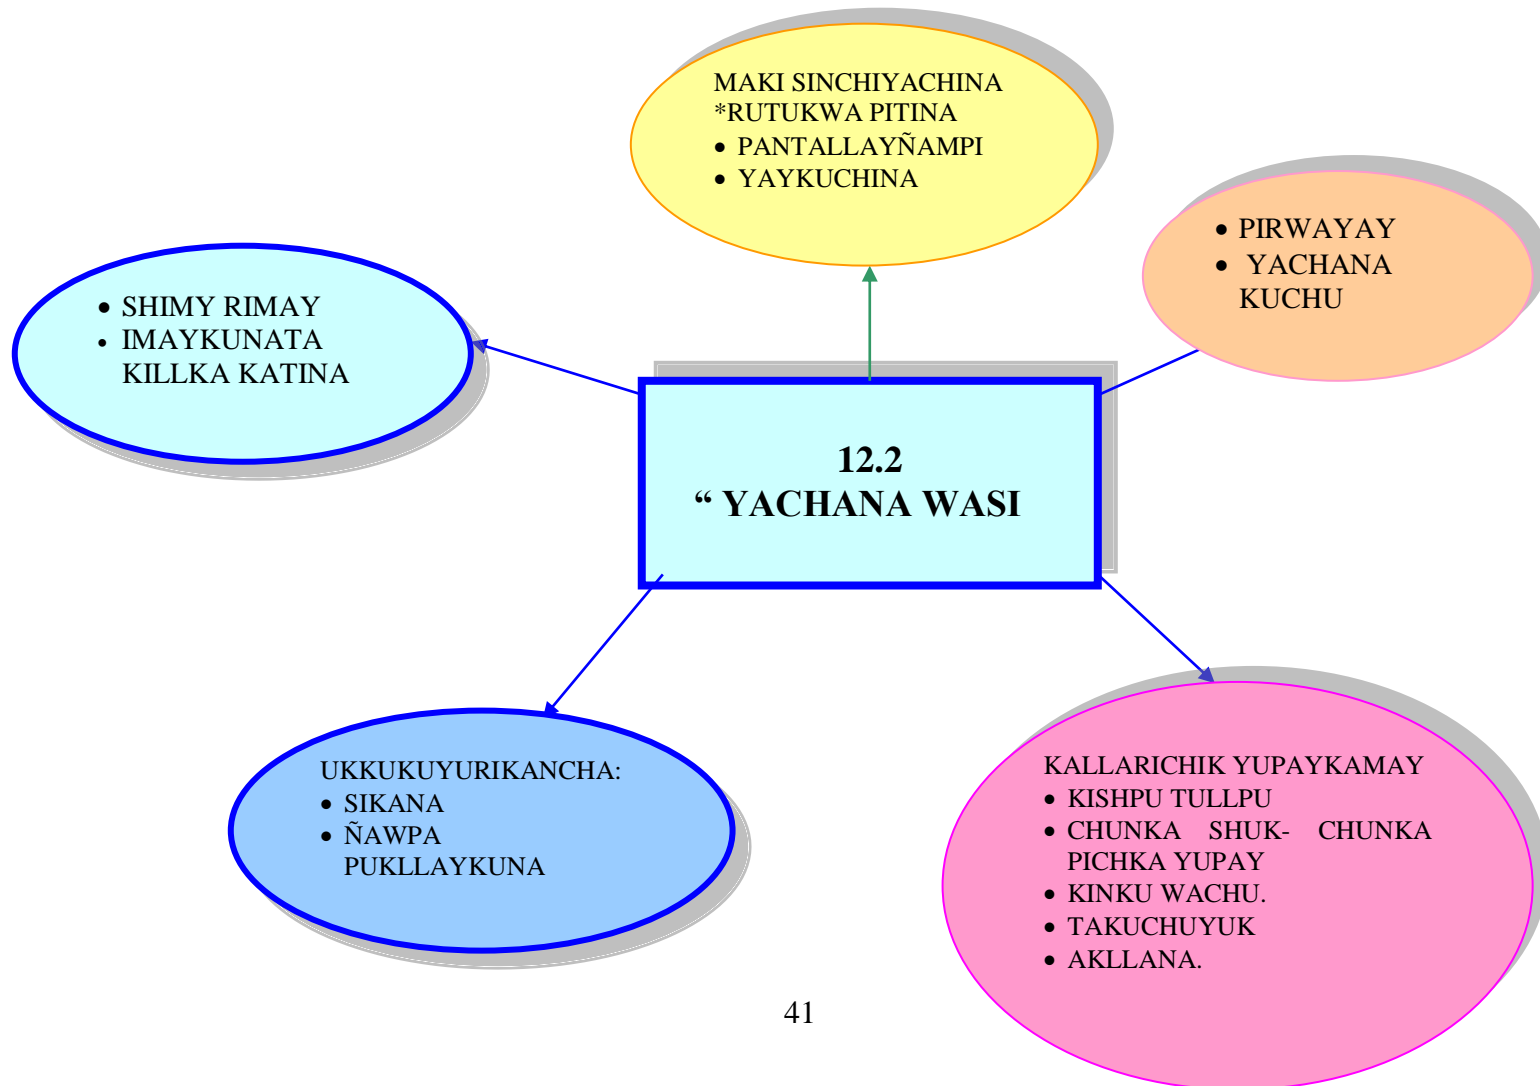 MAKI SINCHIYACHINA
*RUTUKWA PITINA
• PANTALLAYÑAMPI
• YAYKUCHINA
• PIRWAYAY
• YACHANA
KUCHU
• SHIMY RIMAY
• IMAYKUNATA
KILLKA KATINA
12.2
“ YACHANA WASI
UKKUKUYURIKANCHA:
• SIKANA
• ÑAWPA
PUKLLAYKUNA
KALLARICHIK YUPAYKAMAY
• KISHPU TULLPU
• CHUNKA SHUK- CHUNKA
PICHKA YUPAY
• KINKU WACHU.
• TAKUCHUYUK
• AKLLANA.
41